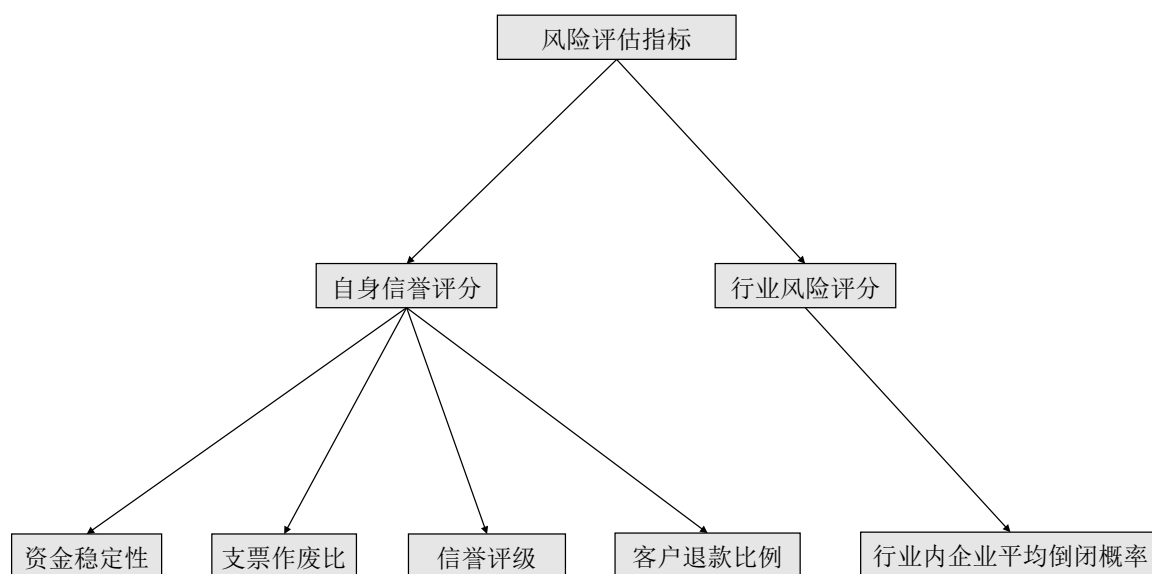 风险评估指标
自身信誉评分
行业风险评分
资金稳定性
支票作废比
信誉评级
客户退款比例
行业内企业平均倒闭概率